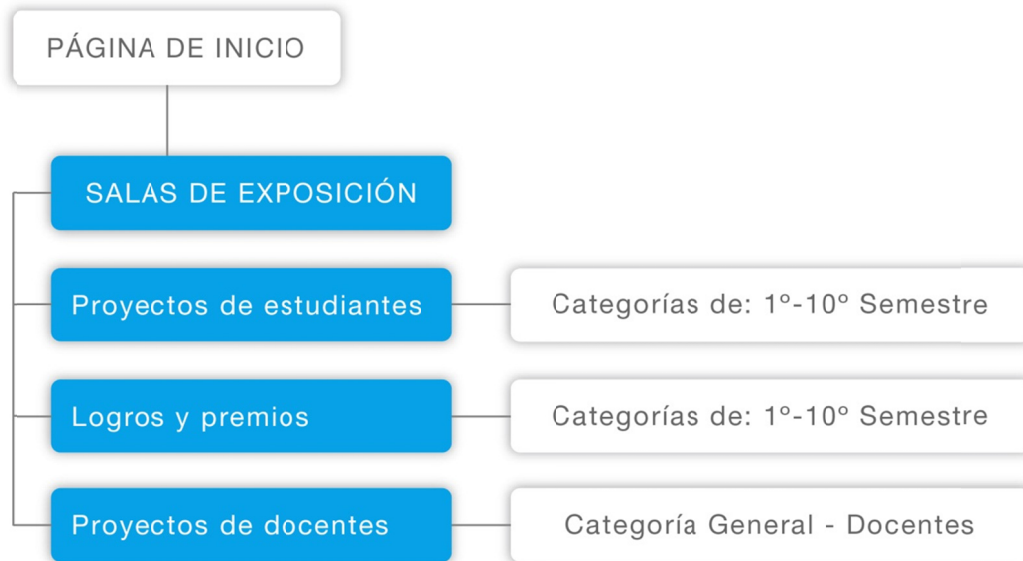 PÁGINA DE INICIO
SALAS DE EXPOSICIÓN
Proyectos de estudiantes
Categorías de: 1º-10º Semestre
Logros y premios
Categorías de: 1º-10º Semestre
Proyectos de docentes
Categoría General - Docentes